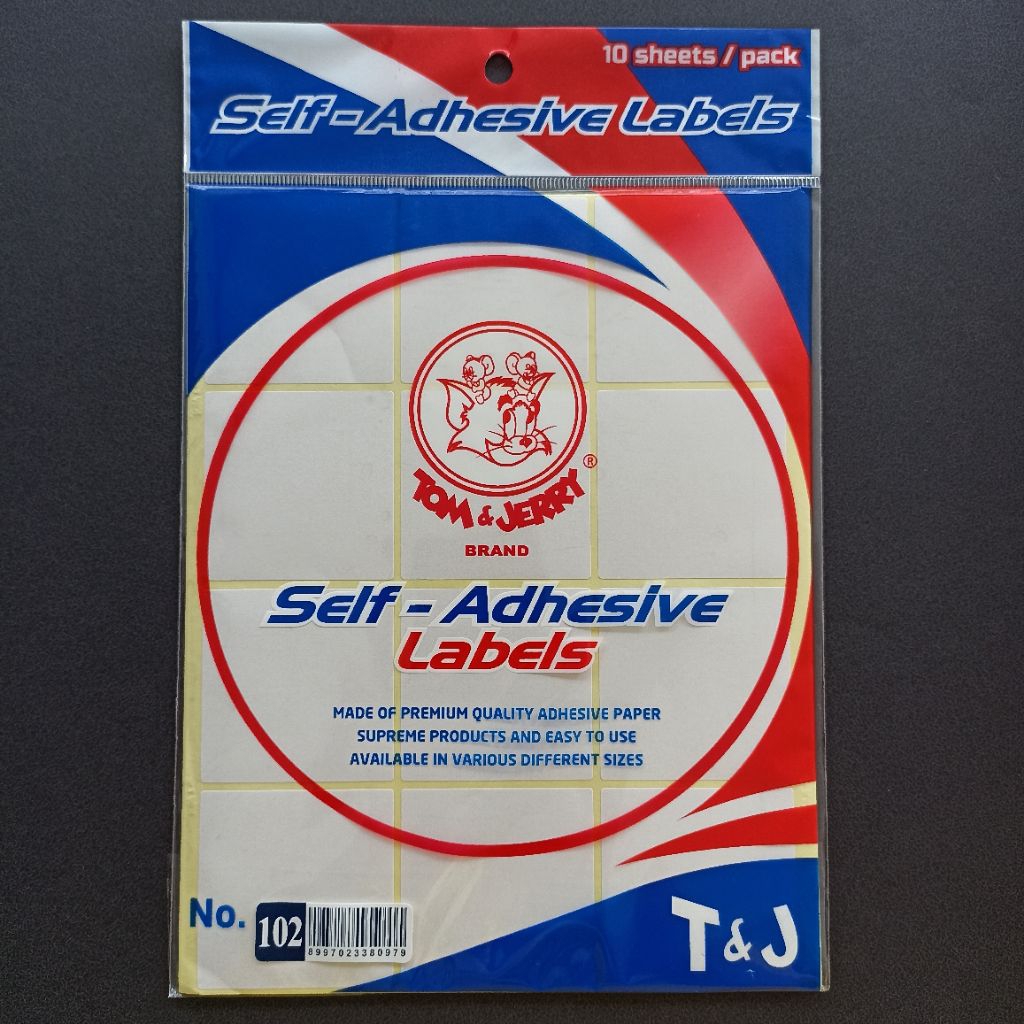 10 sheets / pack
Self - Adhesive Labels
TOM & JERRY ®
BRAND
Self - Adhesive
Labels
MADE OF PREMIUM QUALITY ADHESIVE PAPER
SUPREME PRODUCTS AND EASY TO USE
AVAILABLE IN VARIOUS DIFFERENT SIZES
No. 102
8997023380979
T&J